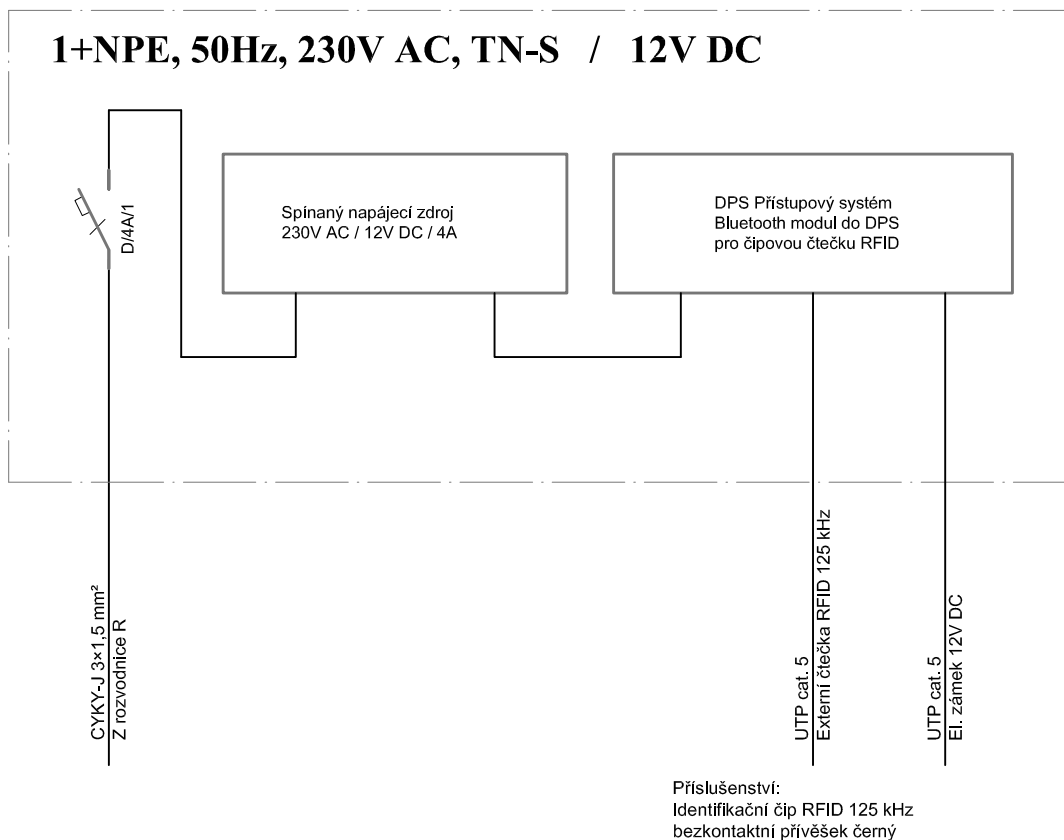 1+NPE, 50Hz, 230V AC, TN-S / 12V DC
D/4A/1
Spínaný napájecí zdroj
230V AC / 12V DC / 4A
DPS Přístupový systém
Bluetooth modul do DPS
pro čipovou čtečku RFID
CYKY-J 3×1,5 mm²
Z rozvodnice R
UTP cat. 5
Externí čtečka RFID 125 kHz
UTP cat. 5
El. zámek 12V DC
Příslušenství:
Identifikační čip RFID 125 kHz
bezkontaktní přívěšek černý